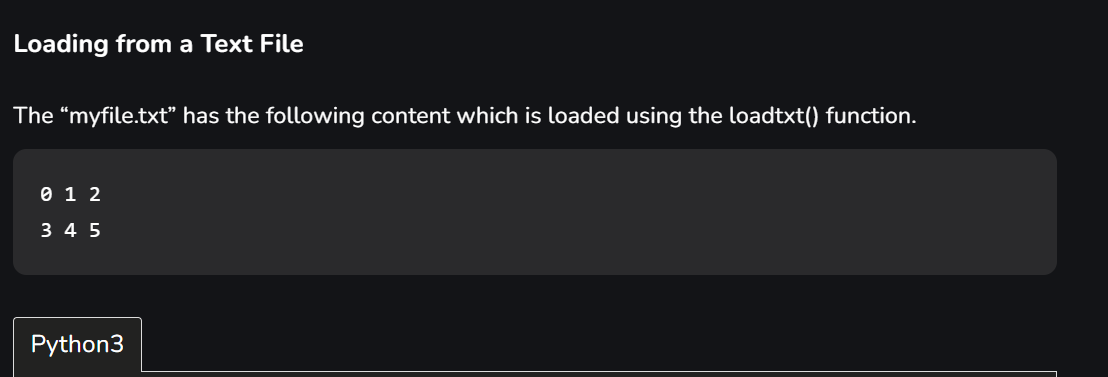 Loading from a Text File
The “myfile.txt” has the following content which is loaded using the loadtxt() function.
0 1 2
3 4 5
Python3